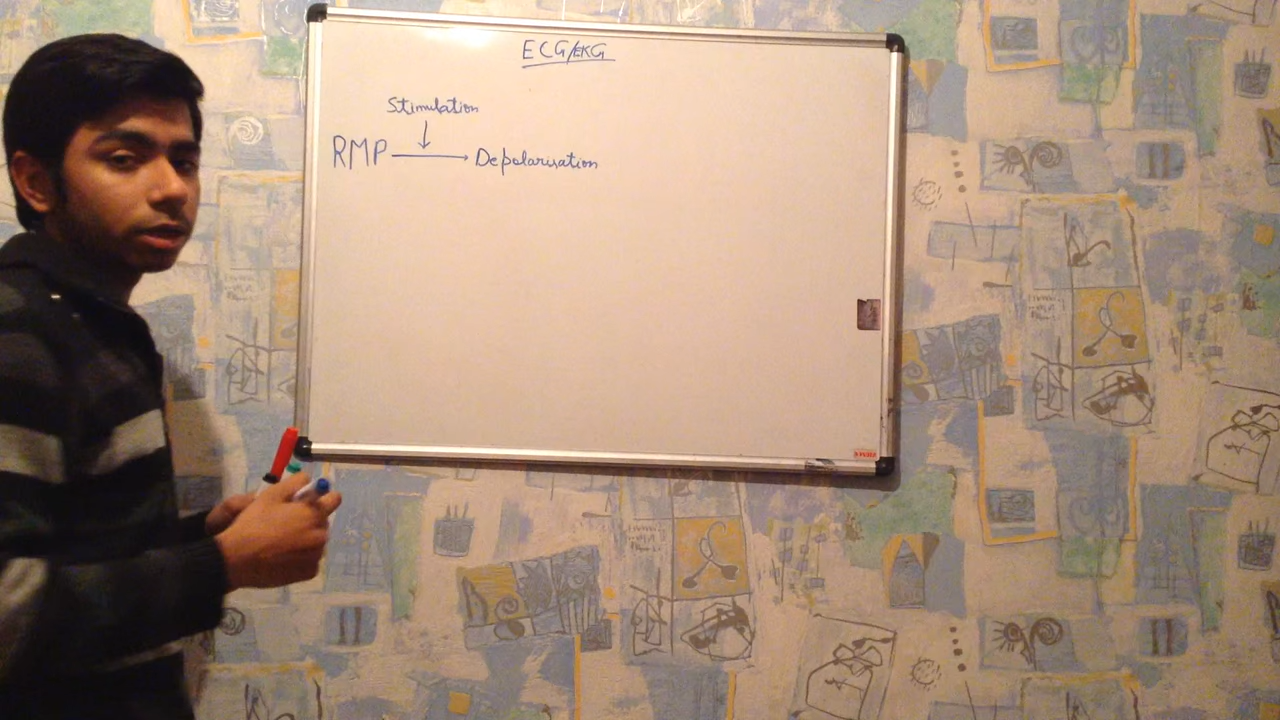 ECG/EKG
Stimulation
RMP → Depolarisation